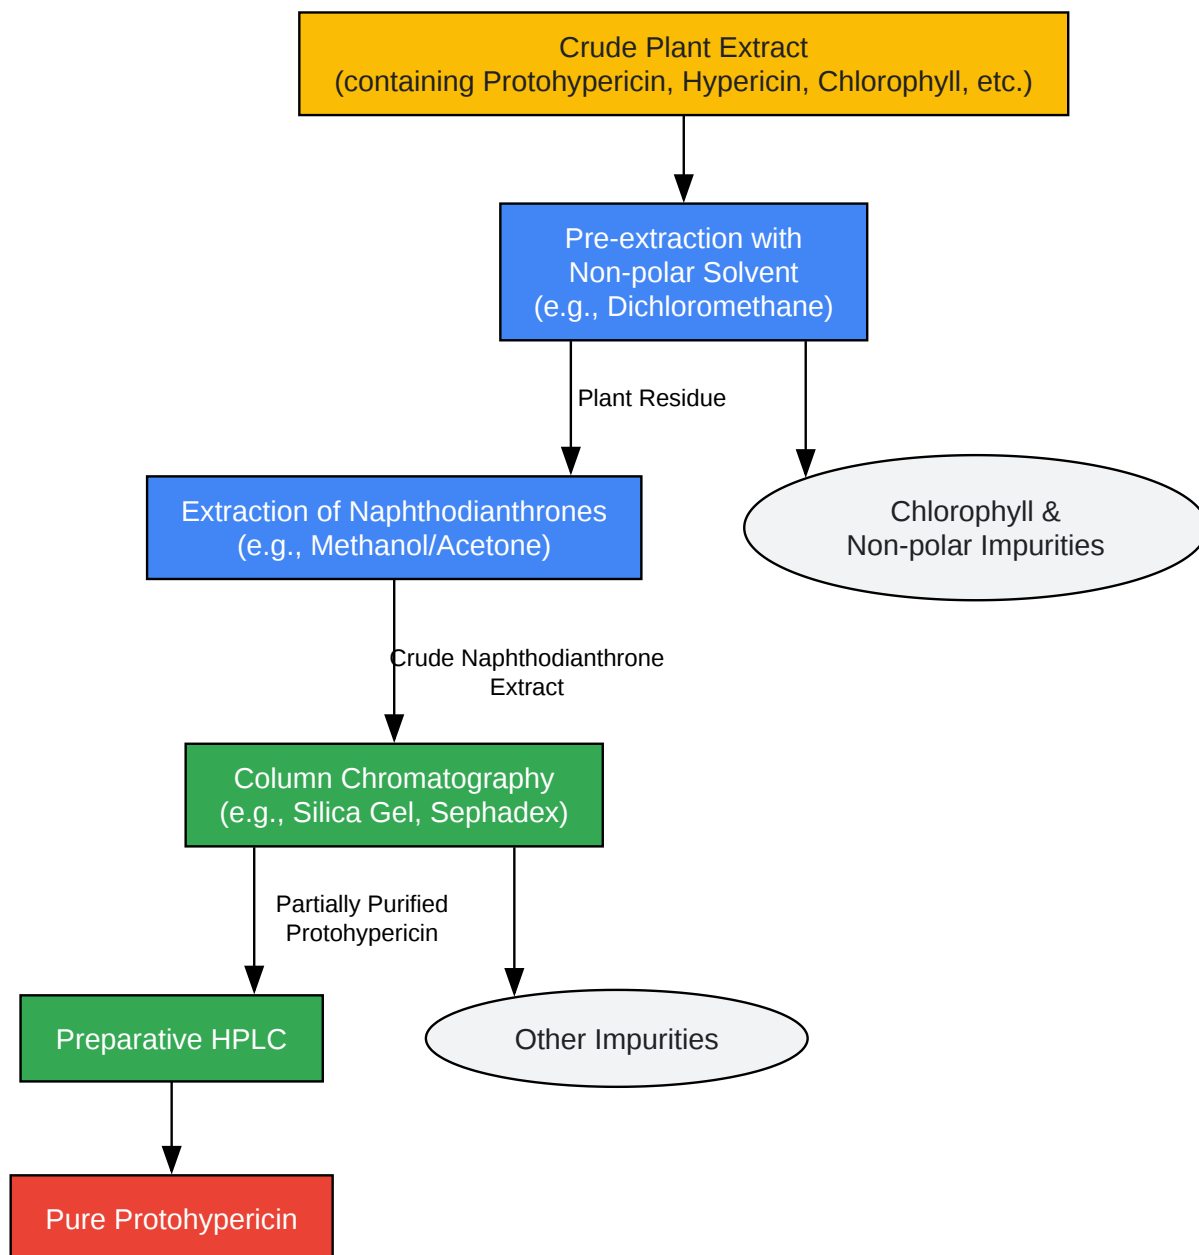 Crude Plant Extract
(containing Protohypericin, Hypericin, Chlorophyll, etc.)
Pre-extraction with
Non-polar Solvent
(e.g., Dichloromethane)
Plant Residue
Extraction of Naphthodianthrones
(e.g., Methanol/Acetone)
Chlorophyll &
Non-polar Impurities
Crude Naphthodianthrone
Extract
Column Chromatography
(e.g., Silica Gel, Sephadex)
Partially Purified
Protohypericin
Preparative HPLC
Other Impurities
Pure Protohypericin